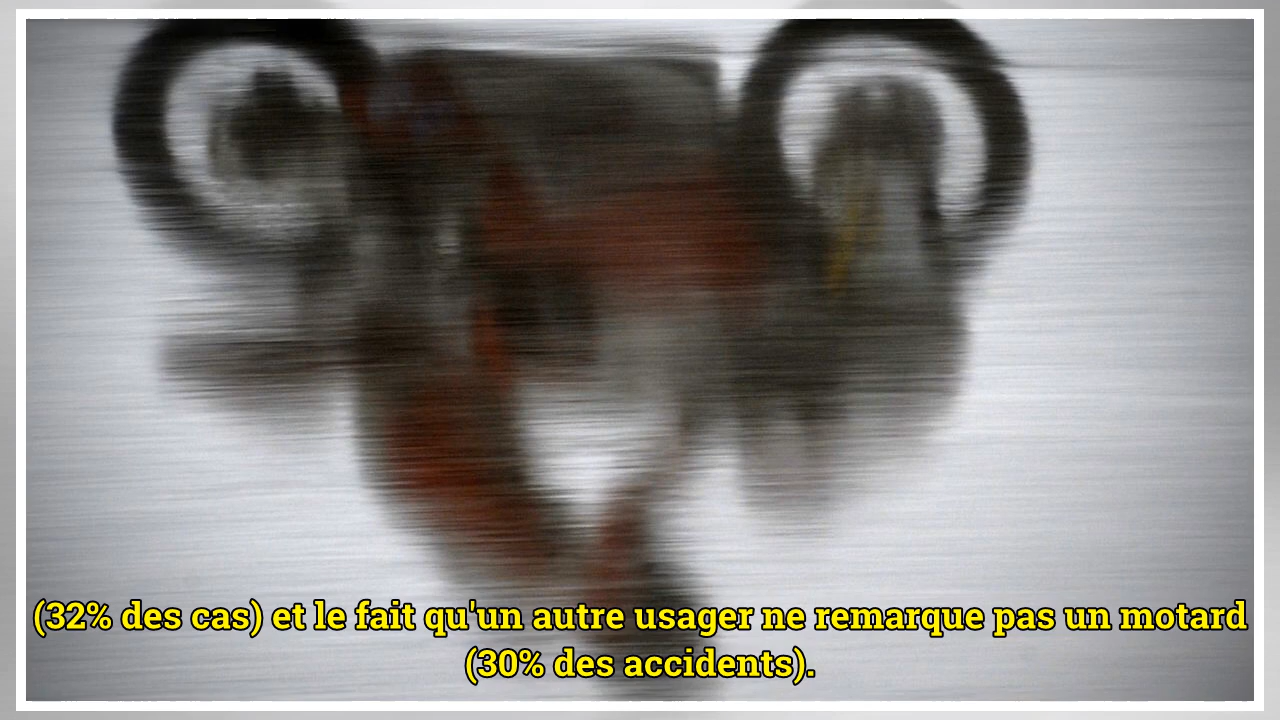 (32% des cas) et le fait qu'un autre usager ne remarque pas un motard
(30% des accidents).